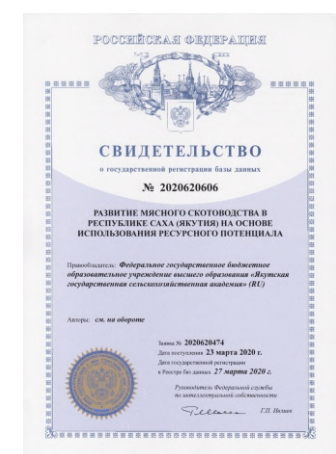 РОССИЙСКАЯ ФЕДЕРАЦИЯ
СВИДЕТЕЛЬСТВО
о государственной регистрации базы данных
№ 2020620606
РАЗВИТИЕ МЯСНОГО СКОТОВОДСТВА В
РЕСПУБЛИКЕ САХА (ЯКУТИЯ) НА ОСНОВЕ
ИСПОЛЬЗОВАНИЯ РЕСУРСНОГО ПОТЕНЦИАЛА
Правообладатель: Федеральное государственное бюджетное
образовательное учреждение высшего образования «Якутская
государственная сельскохозяйственная академия» (RU)
Авторы: см. на обороте
Заявка № 2020620474
Дата поступления 23 марта 2020 г.
Дата государственной регистрации
в Реестре баз данных 27 марта 2020 г.
Руководитель Федеральной службы
по интеллектуальной собственности
Г.П. Ивлиев